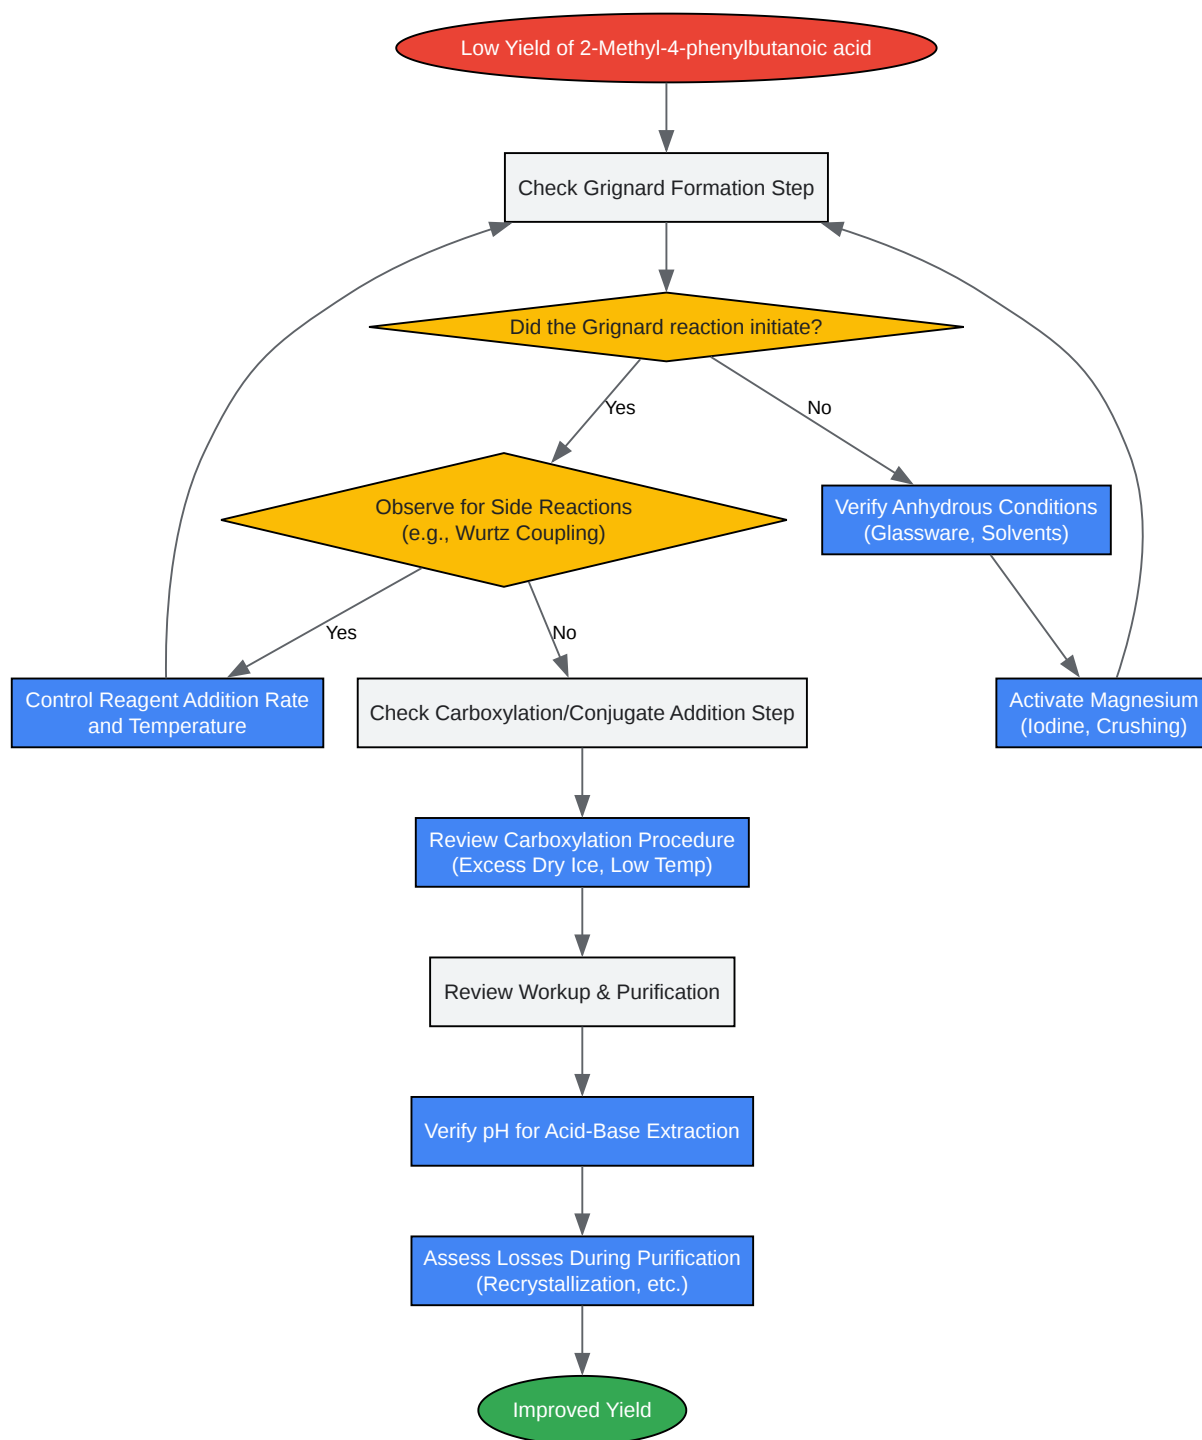 Low Yield of 2-Methyl-4-phenylbutanoic acid
Check Grignard Formation Step
Did the Grignard reaction initiate?
Yes
No
Observe for Side Reactions
(e.g., Wurtz Coupling)
Verify Anhydrous Conditions
(Glassware, Solvents)
Yes
No
Control Reagent Addition Rate
and Temperature
Check Carboxylation/Conjugate Addition Step
Activate Magnesium
(Iodine, Crushing)
Review Carboxylation Procedure
(Excess Dry Ice, Low Temp)
Review Workup & Purification
Verify pH for Acid-Base Extraction
Assess Losses During Purification
(Recrystallization, etc.)
Improved Yield